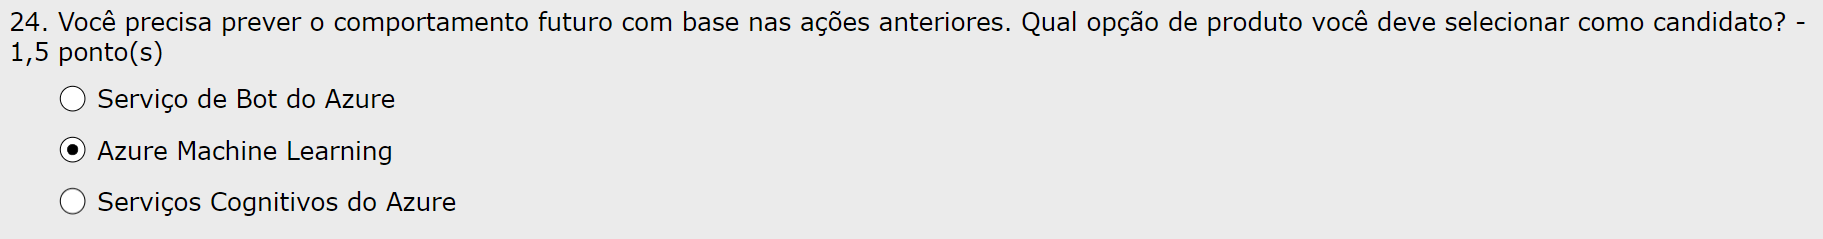 24. Você precisa prever o comportamento futuro com base nas ações anteriores. Qual opção de produto você deve selecionar como candidato? -
1,5 ponto(s)
Serviço de Bot do Azure
Azure Machine Learning
Serviços Cognitivos do Azure